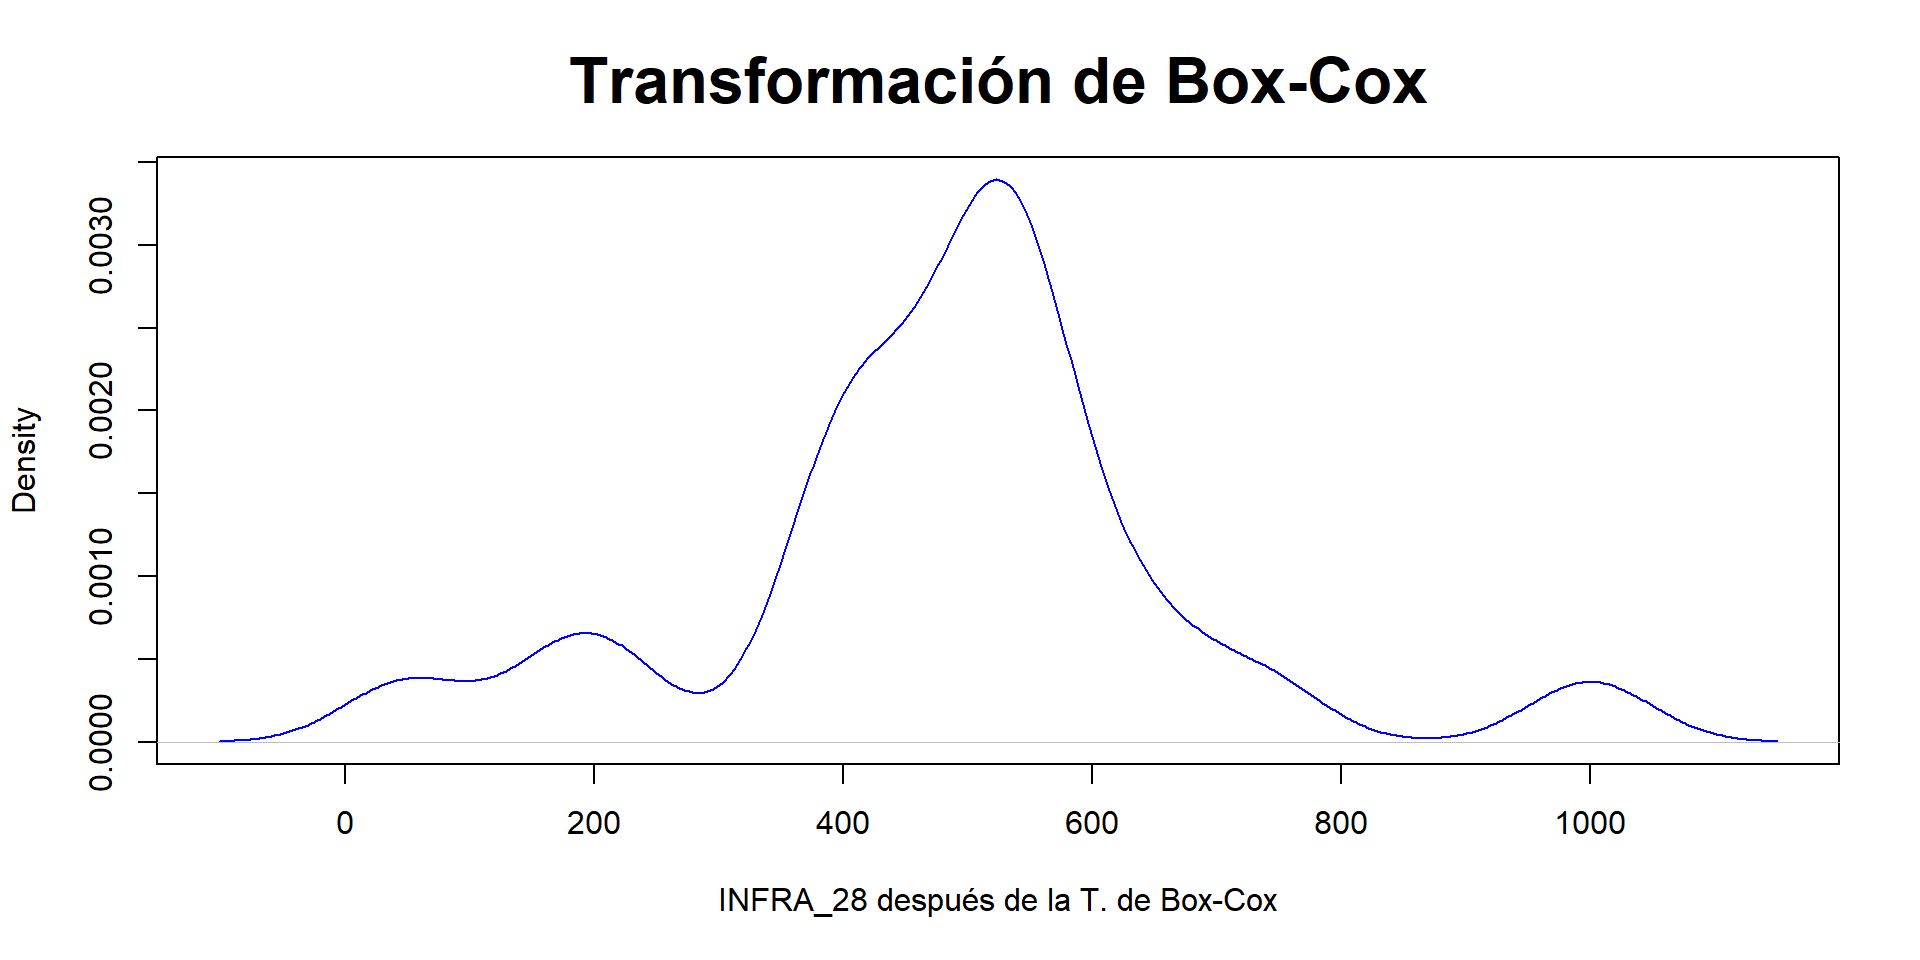 Transformación de Box-Cox
Density
0.0030
0.0020
0.0010
0.0000
0 200 400 600 800 1000
INFRA_28 después de la T. de Box-Cox